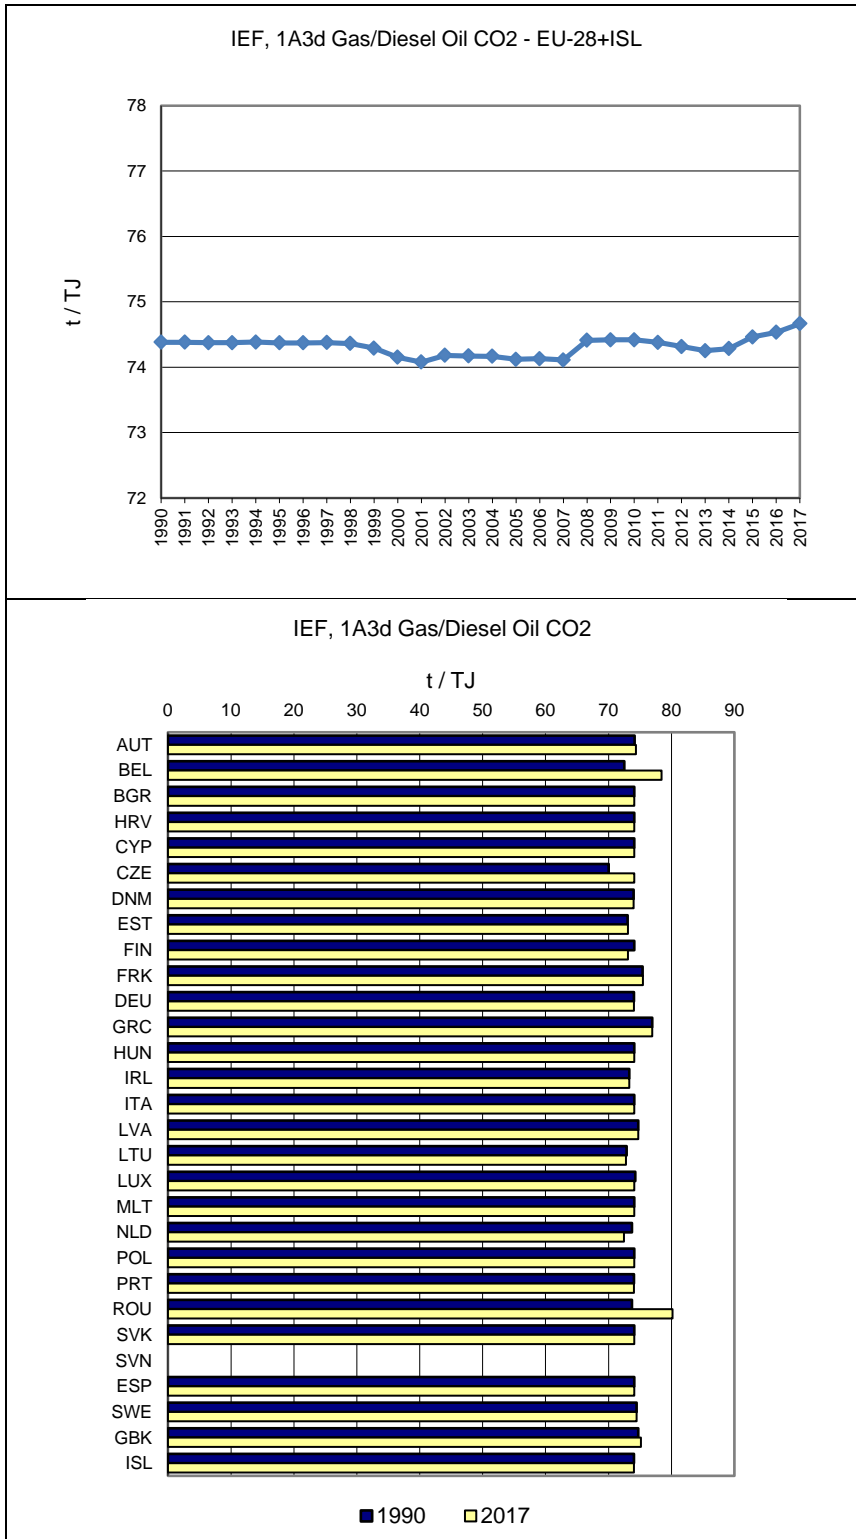 IEF, 1A3d Gas/Diesel Oil CO2 - EU-28+ISL
78
77
76
75
74
73
72
t / TJ
1990 1991 1992 1993 1994 1995 1996 1997 1998 1999 2000 2001 2002 2003 2004 2005 2006 2007 2008 2009 2010 2011 2012 2013 2014 2015 2016 2017
IEF, 1A3d Gas/Diesel Oil CO2
t / TJ
0 10 20 30 40 50 60 70 80 90
AUT
BEL
BGR
HRV
CYP
CZE
DNM
EST
FIN
FRK
DEU
GRC
HUN
IRL
ITA
LVA
LTU
LUX
MLT
NLD
POL
PRT
ROU
SVK
SVN
ESP
SWE
GBK
ISL
1990 2017